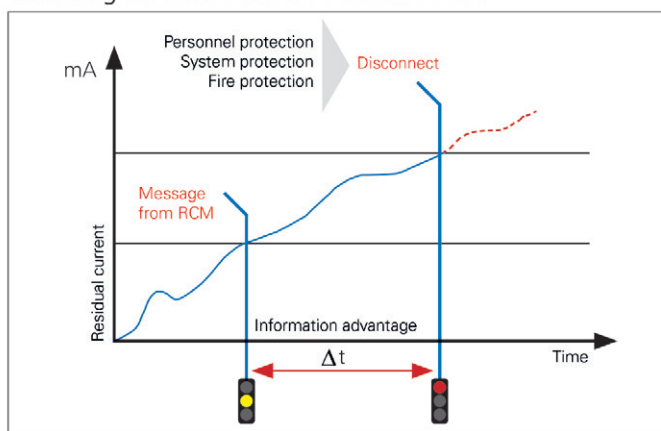 Personnel protection
System protection
Fire protection
Disconnect
mA
Message
from RCM
Residual current
Information advantage
Δt
Time